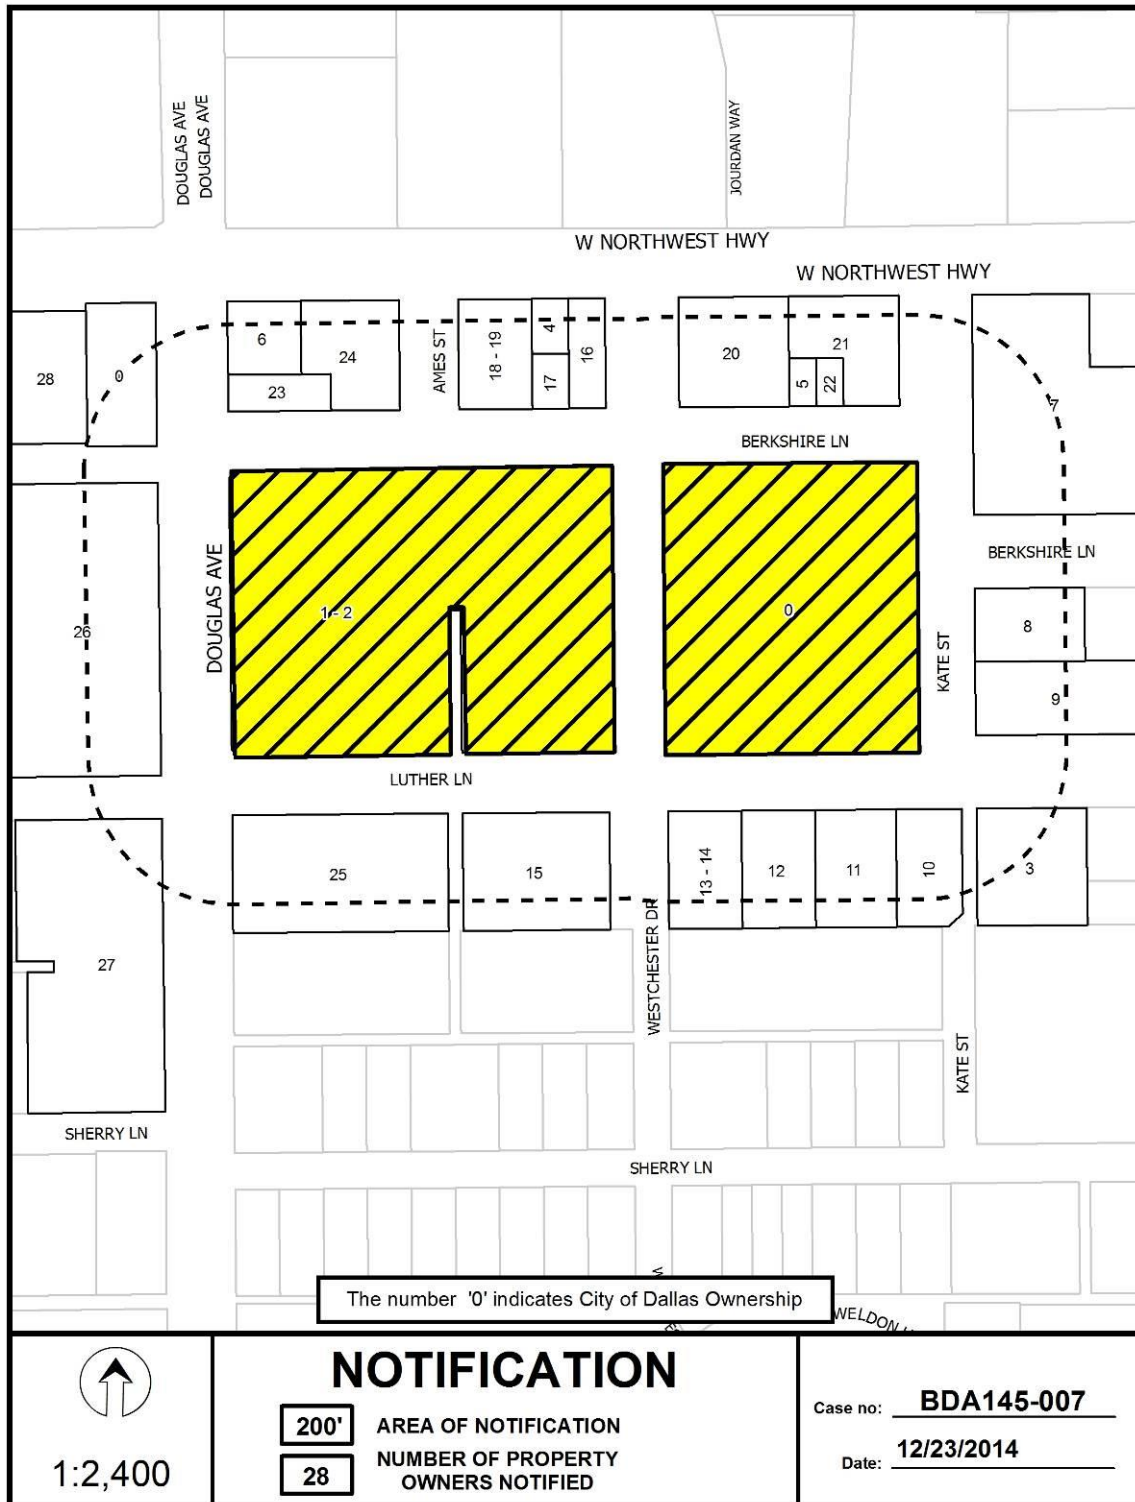 DOUGLAS AVE
DOUGLAS AVE
JOURDAN WAY
W NORTHWEST HWY
W NORTHWEST HWY
28
0
6
24
23
AMES ST
18 - 19
4
17
16
20
21
5
22
7
BERKSHIRE LN
BERKSHIRE LN
DOUGLAS AVE
26
1 - 2
0
KATE ST
8
9
LUTHER LN
25
15
13 - 14
12
11
10
3
27
WESTCHESTER DR
KATE ST
SHERRY LN
SHERRY LN
The number '0' indicates City of Dallas Ownership
1:2,400
NOTIFICATION
200' AREA OF NOTIFICATION
28 NUMBER OF PROPERTY
OWNERS NOTIFIED
Case no: BDA145-007
Date: 12/23/2014